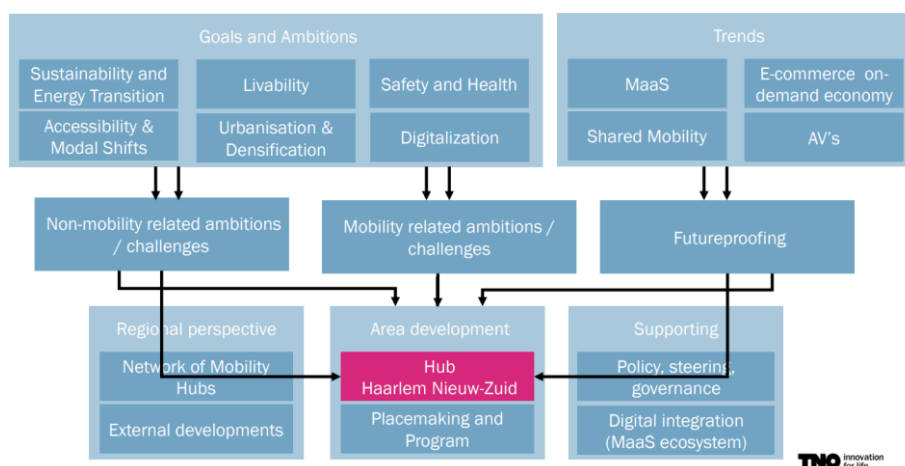 Goals and Ambitions
Sustainability and
Energy Transition
Livability
Safety and Health
Accessibility &
Modal Shifts
Urbanisation &
Densification
Digitalization
Trends
MaaS
E-commerce on-
demand economy
Shared Mobility
AV's
Non-mobility related ambitions
/ challenges
Mobility related ambitions /
challenges
Futureproofing
Regional perspective
Network of Mobility
Hubs
External developments
Area development
Hub
Haarlem Nieuw-Zuid
Placemaking and
Program
Supporting
Policy, steering,
governance
Digital integration
(MaaS ecosystem)
TNO innovation
for life